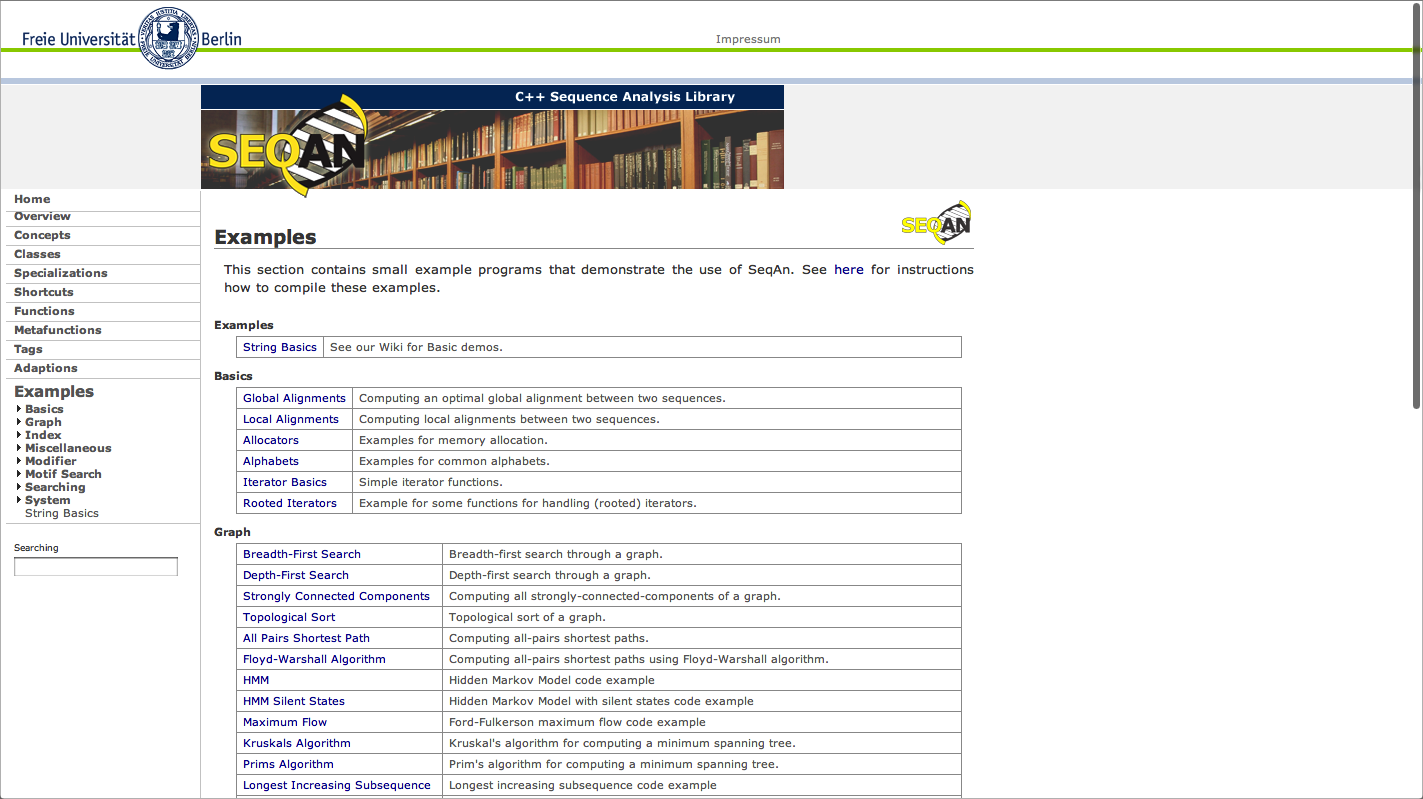 Freie Universität Berlin
Impressum
C++ Sequence Analysis Library
SEQAN
Home
Overview
Concepts
Classes
Specializations
Shortcuts
Functions
Metafunctions
Tags
Adaptions
Examples
Basics
Graph
Index
Miscellaneous
Modifier
Motif Search
Searching
System
String Basics
Searching
SEQAN
Examples
This section contains small example programs that demonstrate the use of SeqAn. See here for instructions
how to compile these examples.
Examples
String Basics See our Wiki for Basic demos.
Basics
Global Alignments Computing an optimal global alignment between two sequences.
Local Alignments Computing local alignments between two sequences.
Allocators Examples for memory allocation.
Alphabets Examples for common alphabets.
Iterator Basics Simple iterator functions.
Rooted Iterators Example for some functions for handling (rooted) iterators.
Graph
Breadth-First Search Breadth-first search through a graph.
Depth-First Search Depth-first search through a graph.
Strongly Connected Components Computing all strongly-connected-components of a graph.
Topological Sort Topological sort of a graph.
All Pairs Shortest Path Computing all-pairs shortest paths.
Floyd-Warshall Algorithm Computing all-pairs shortest paths using Floyd-Warshall algorithm.
HMM Hidden Markov Model code example
HMM Silent States Hidden Markov Model with silent states code example
Maximum Flow Ford-Fulkerson maximum flow code example
Kruskals Algorithm Kruskal's algorithm for computing a minimum spanning tree.
Prims Algorithm Prim's algorithm for computing a minimum spanning tree.
Longest Increasing Subsequence Longest increasing subsequence code example